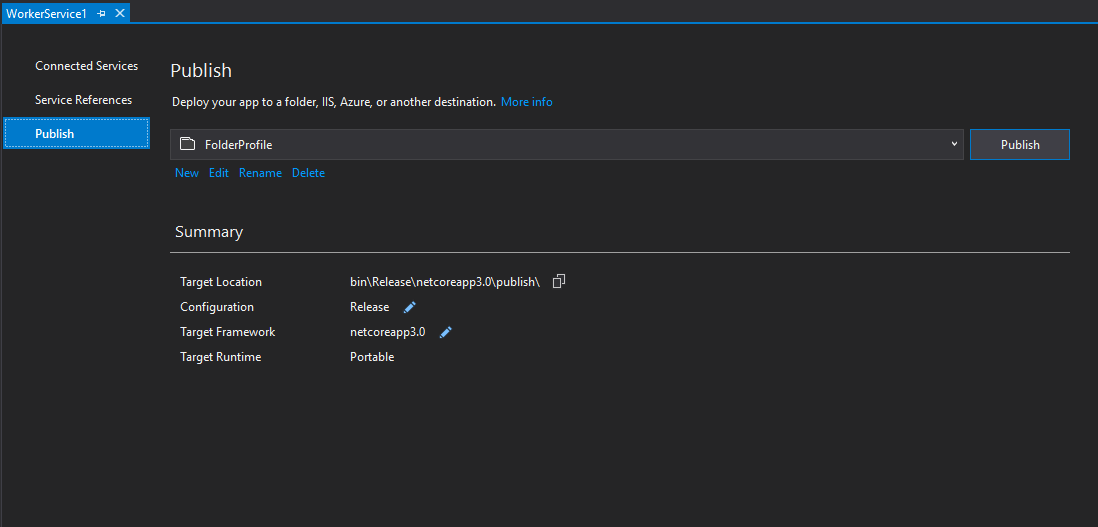 WorkerService1
Connected Services
Service References
Publish
Publish
Deploy your app to a folder, IIS, Azure, or another destination. More info
FolderProfile
Publish
New Edit Rename Delete
Summary
Target Location bin\Release\netcoreapp3.0\publish\
Configuration Release
Target Framework netcoreapp3.0
Target Runtime Portable